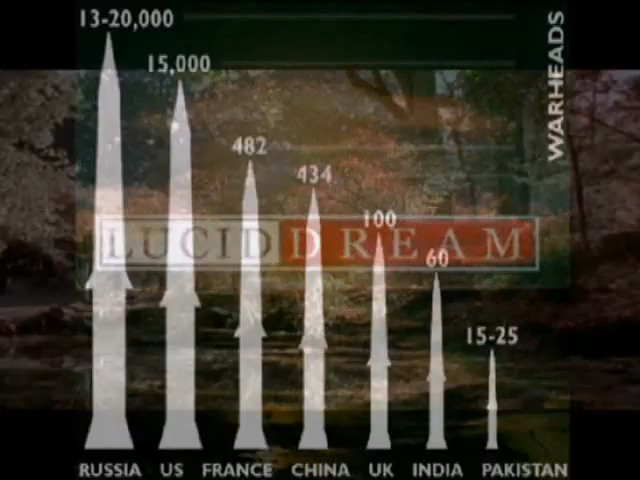 13-20,000
15,000
482
434
100
60
15-25
WARHEADS
LUCID DREAM
RUSSIA US FRANCE CHINA UK INDIA PAKISTAN